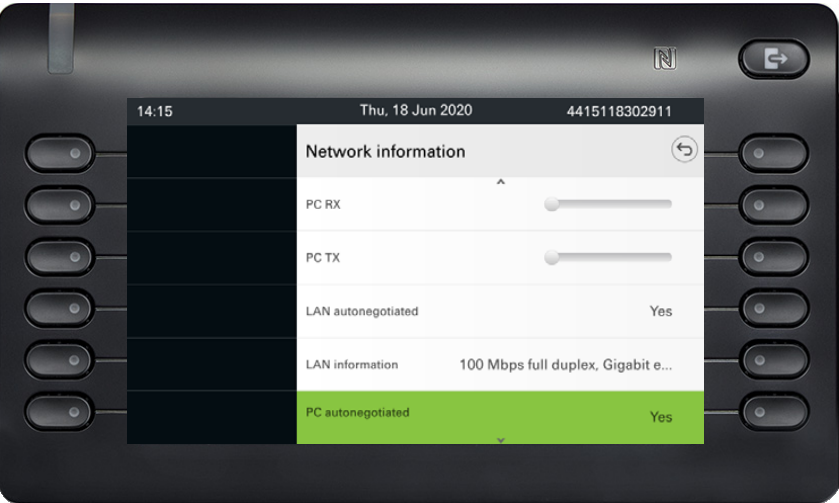 14:15 Thu, 18 Jun 2020 4415118302911
Network information
PC RX
PC TX
LAN autonegotiated Yes
LAN information 100 Mbps full duplex, Gigabit e...
PC autonegotiated Yes